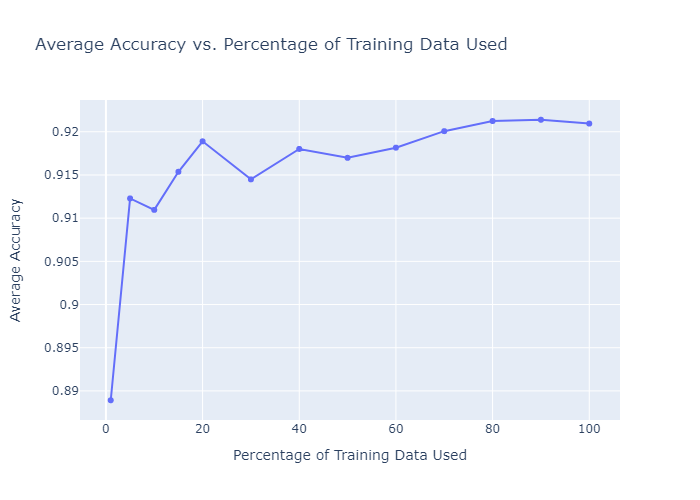 Average Accuracy vs. Percentage of Training Data Used
Average Accuracy
0.92
0.915
0.91
0.905
0.9
0.895
0.89
0 20 40 60 80 100
Percentage of Training Data Used